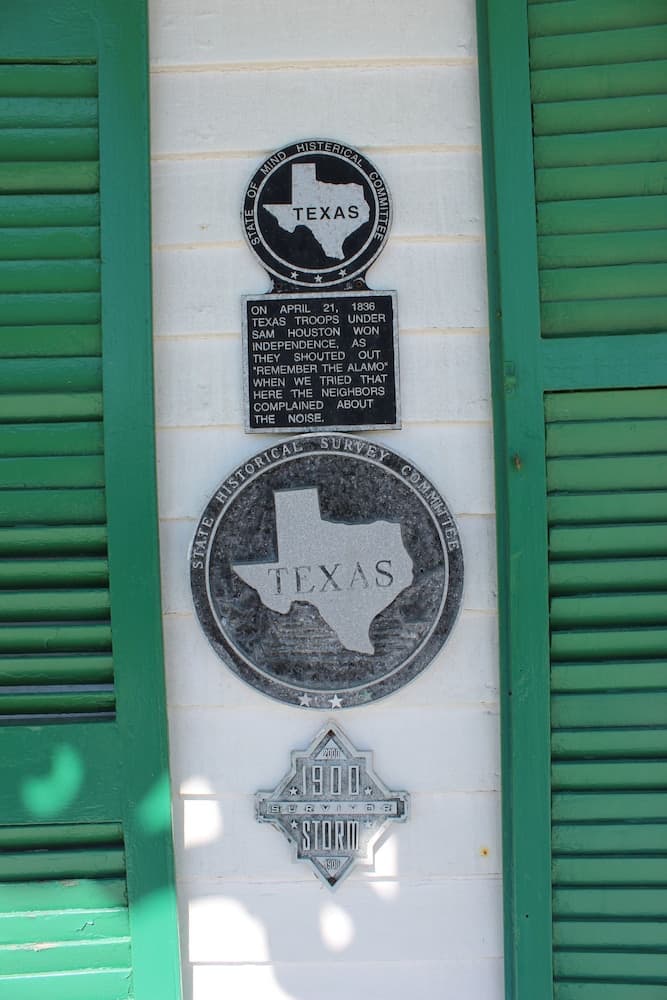 STATE OF MIND HISTERICAL COMMITTEE
TEXAS
ON APRIL 21, 1836
TEXAS TROOPS UNDER
SAM HOUSTON WON
INDEPENDENCE, AS
THEY SHOUTED OUT
"REMEMBER THE ALAMO"
WHEN WE TRIED THAT
HERE THE NEIGHBORS
COMPLAINED ABOUT
THE NOISE.
STATE HISTORICAL SURVEY COMMITTEE
TEXAS
2000
1900
SURVIVOR
STORM
1900